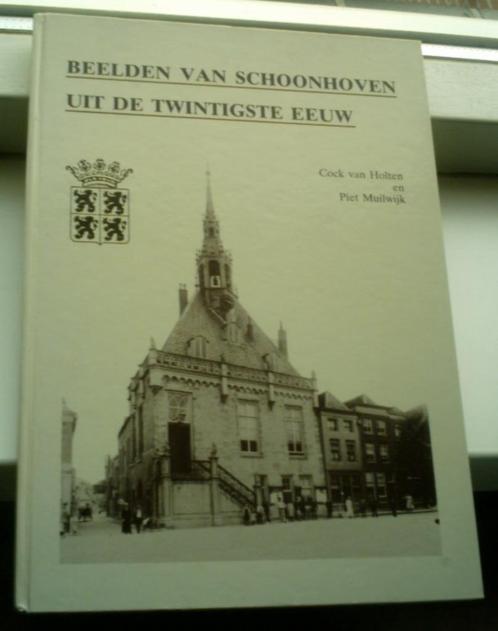 BEELDEN VAN SCHOONHOVEN
UIT DE TWINTIGSTE EEUW
Cock van Holten
en
Piet Muilwijk